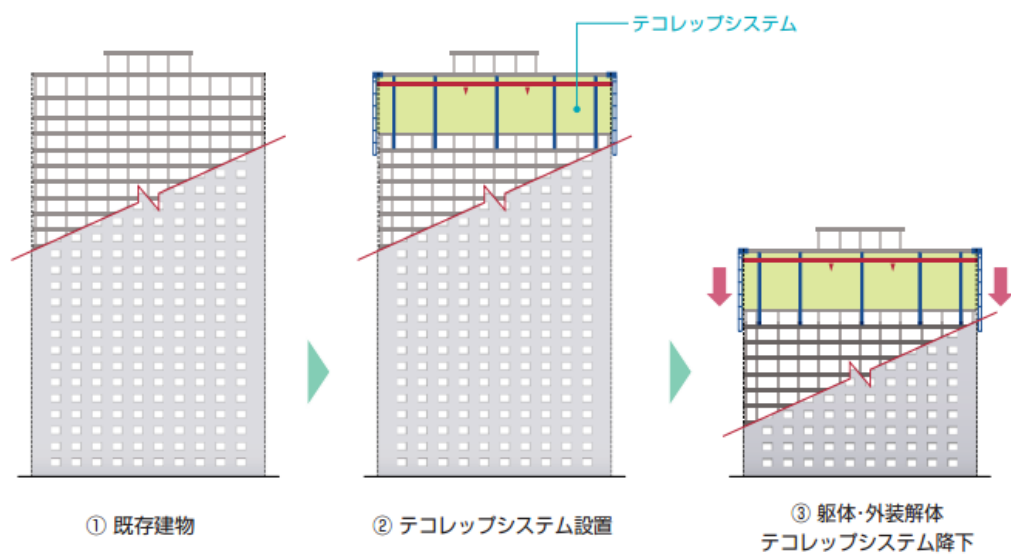 テコレップシステム
① 既存建物
② テコレップシステム設置
③ 躯体･外装解体
テコレップシステム降下